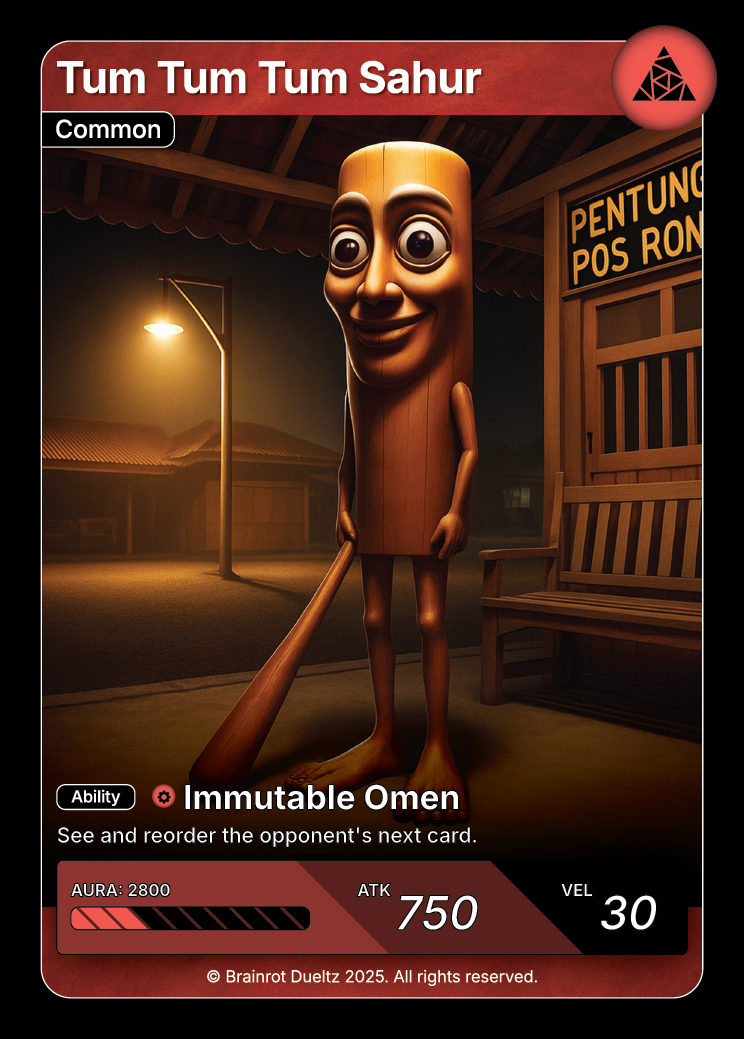 Tum Tum Tum Sahur
Common
PENTUNG
POS RON
Ability
Immutable Omen
See and reorder the opponent's next card.
AURA: 2800
ATK 750
VEL 30
© Brainrot Dueltz 2025. All rights reserved.